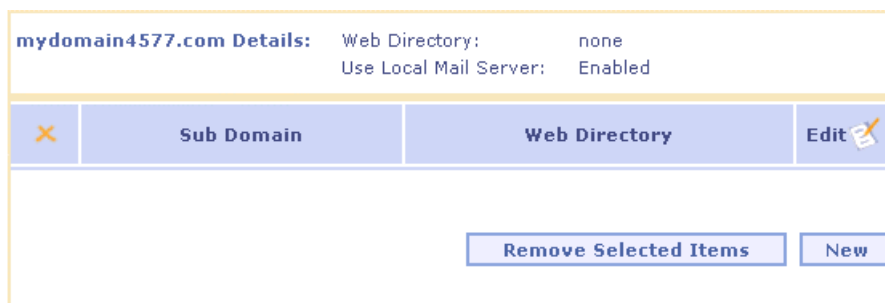 mydomain4577.com Details: Web Directory: none
Use Local Mail Server: Enabled
Sub Domain Web Directory Edit
Remove Selected Items New